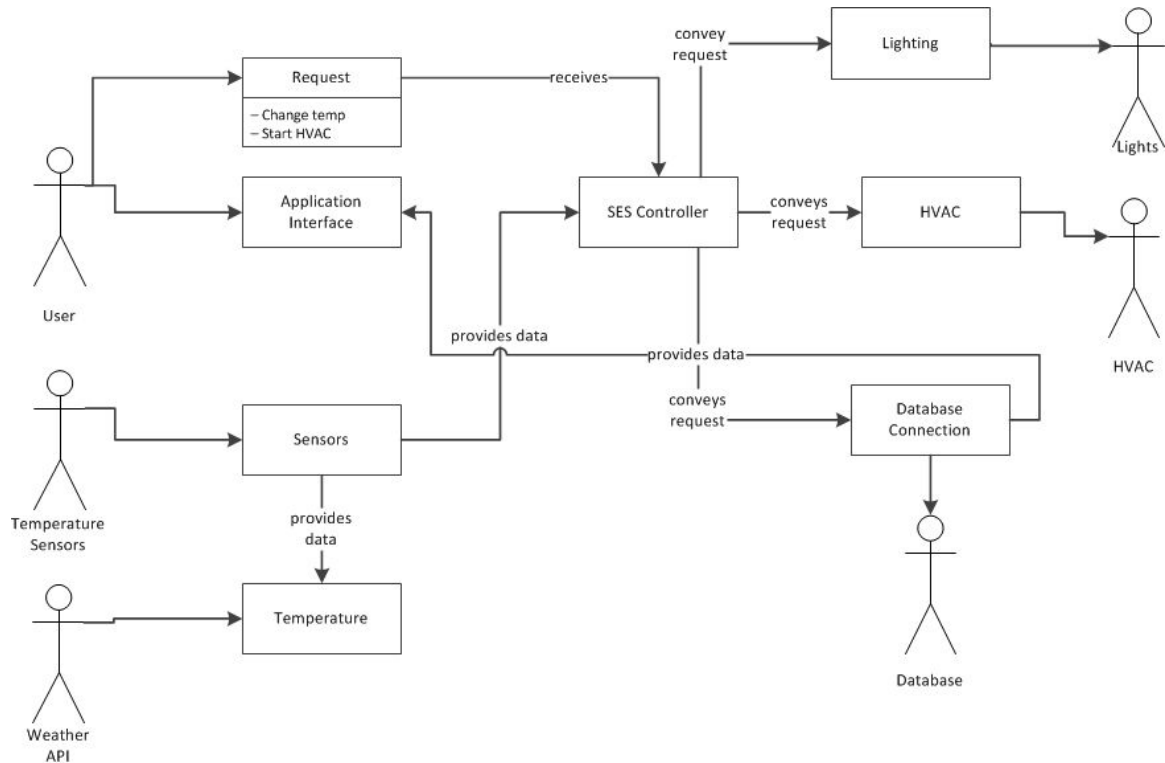 Request
– Change temp
– Start HVAC
receives
convey
request
Lighting
Lights
User
Application
Interface
SES Controller
conveys
request
HVAC
HVAC
provides data
provides data
conveys
request
Database
Connection
Temperature
Sensors
Sensors
provides
data
Temperature
Database
Weather
API